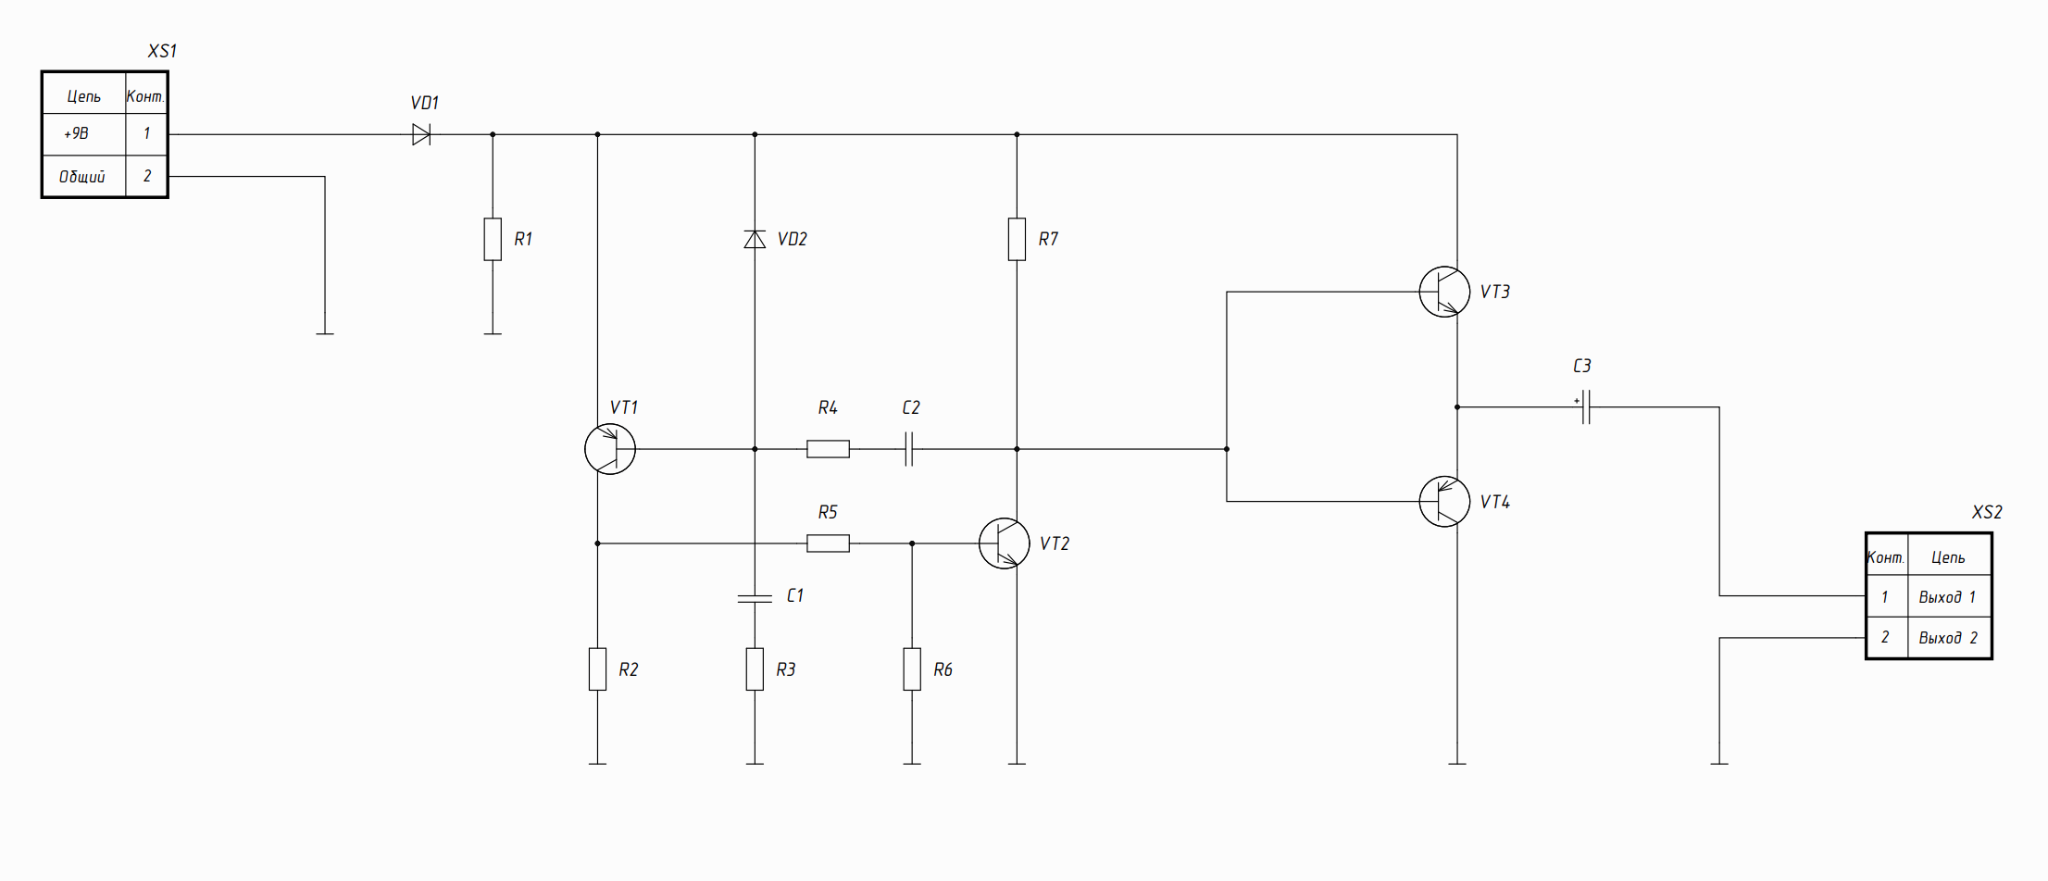 XS1
Цепь Конт.
+9В 1
Общий 2
VD1
R1
VD2
R7
VT3
VT1
R4
C2
C3
+
R5
VT2
VT4
C1
R2
R3
R6
XS2
Конт. Цепь
1 Выход 1
2 Выход 2